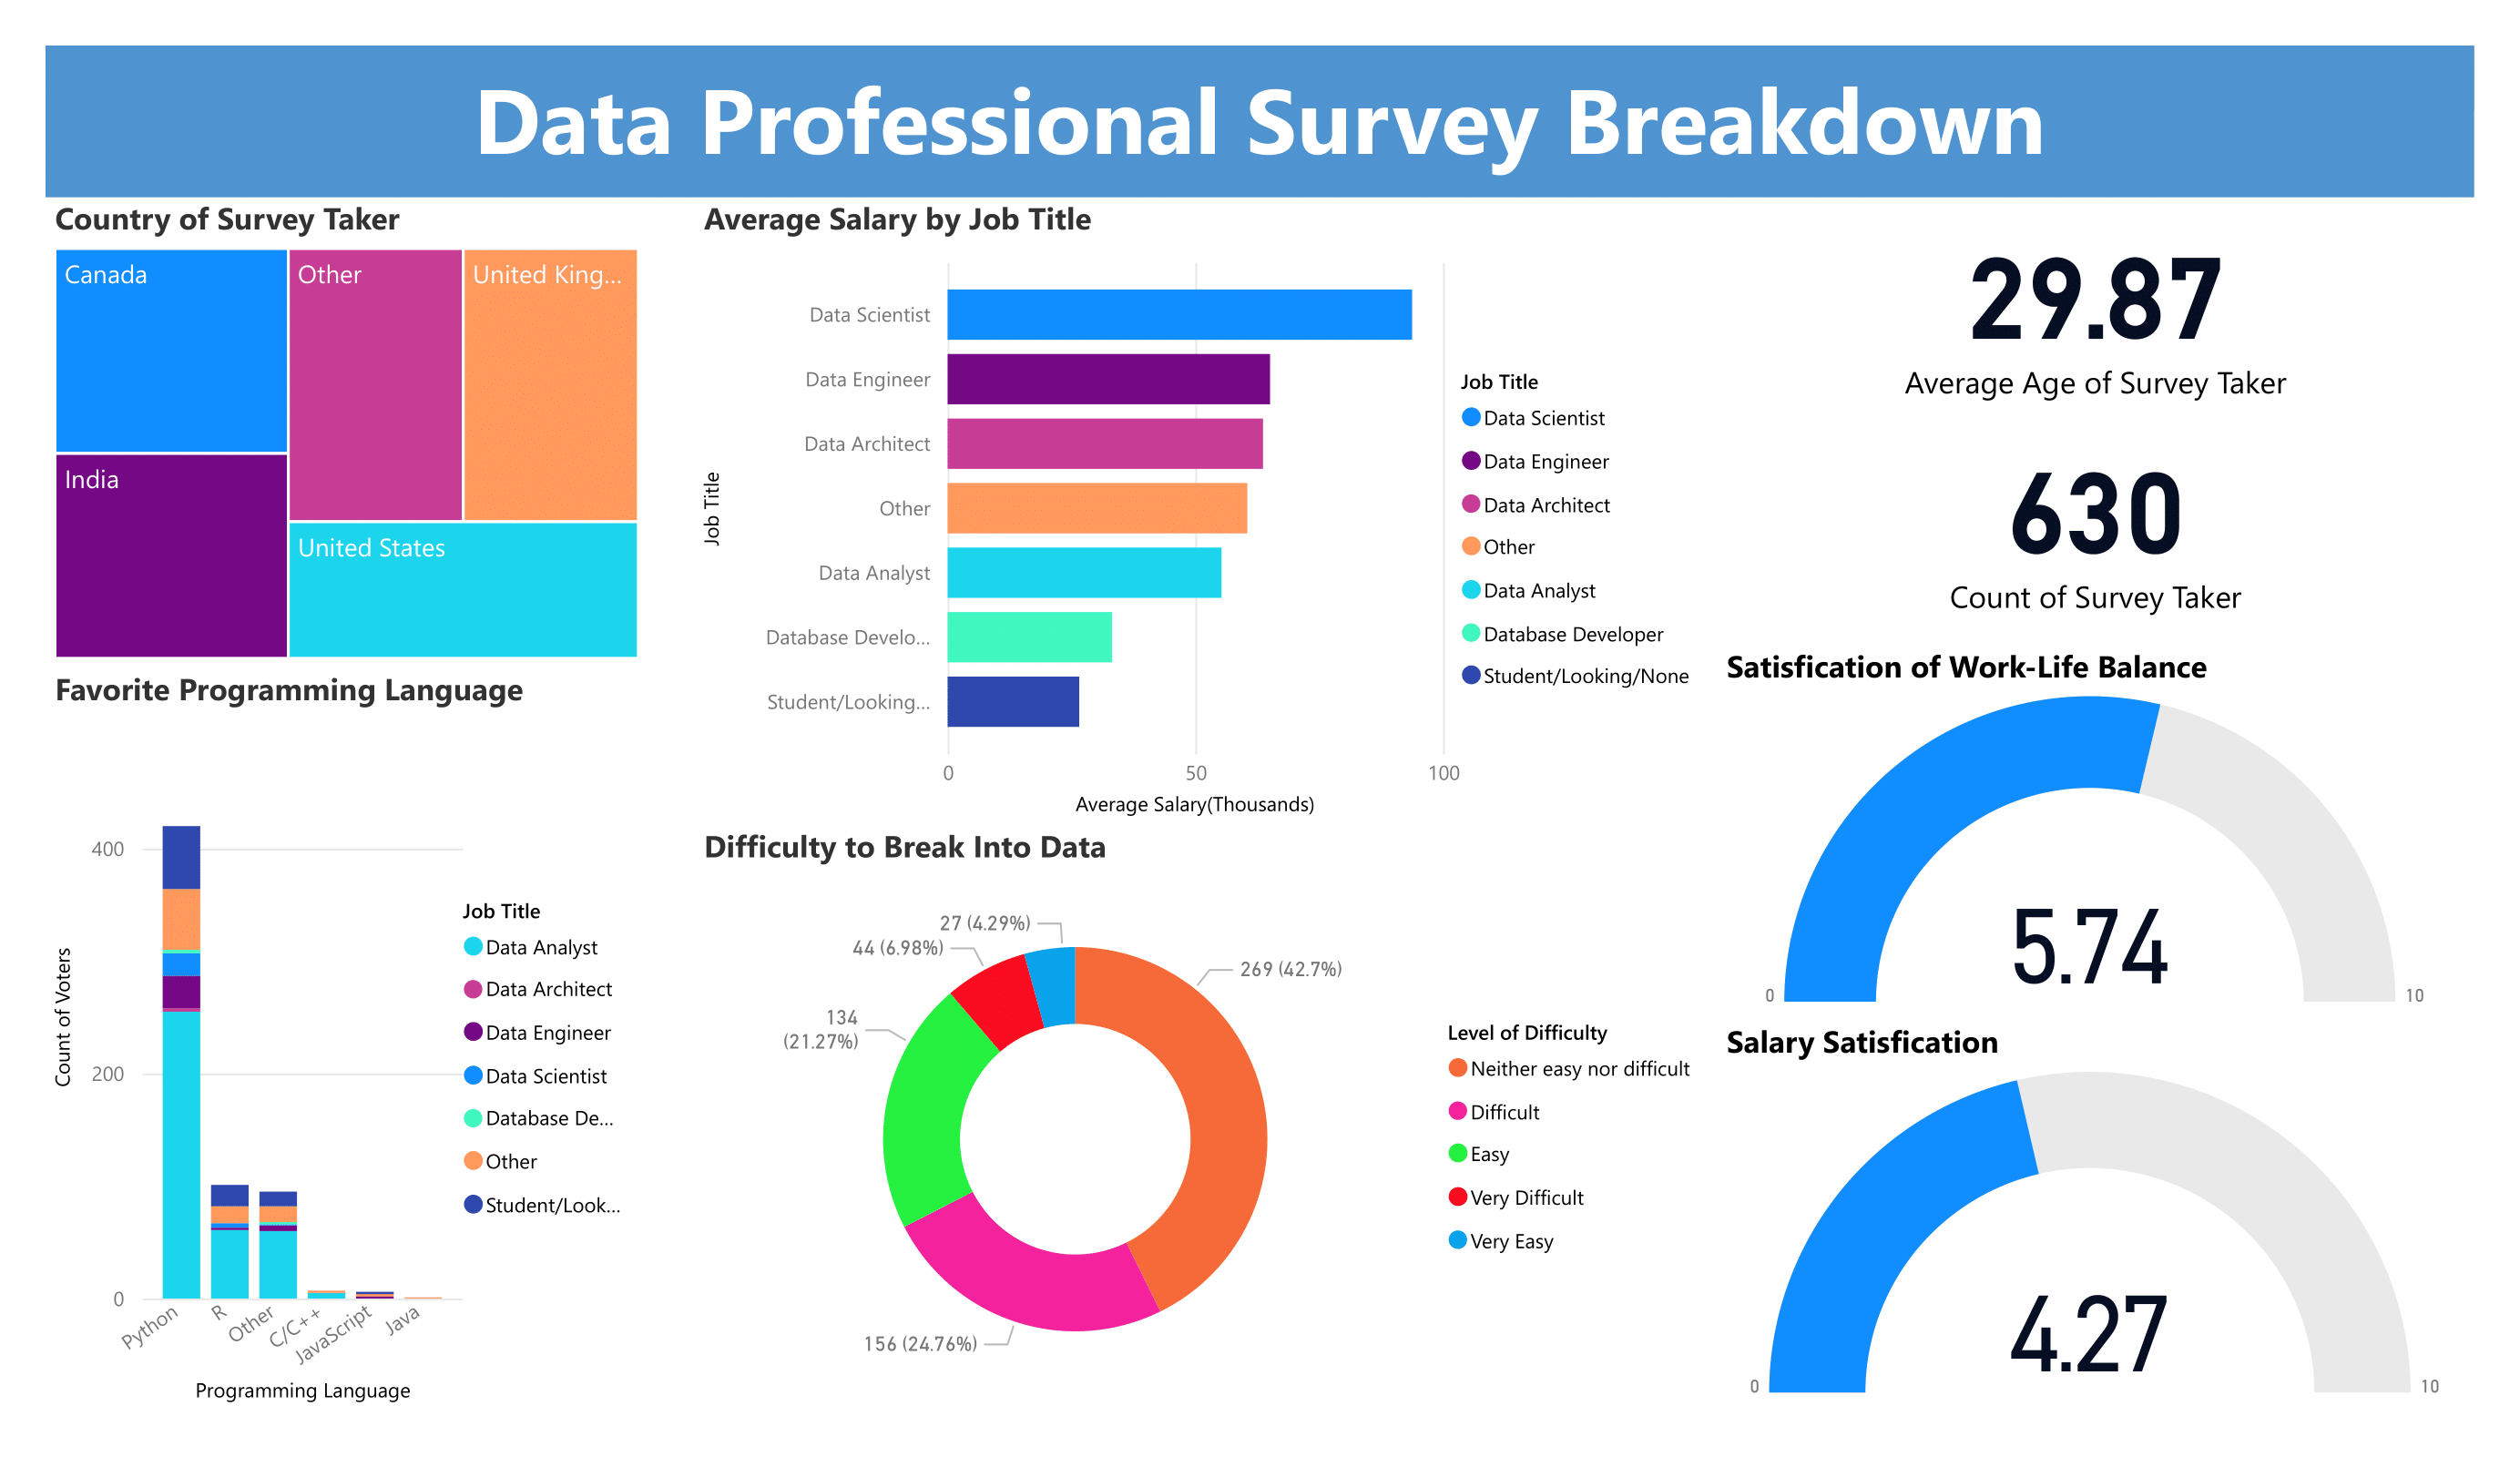 Data Professional Survey Breakdown
Country of Survey Taker
Canada
Other
United King...
India
United States
Average Salary by Job Title
Job Title
Data Scientist
Data Engineer
Data Architect
Other
Data Analyst
Database Develo...
Student/Looking...
0
50
100
Average Salary(Thousands)
Job Title
Data Scientist
Data Engineer
Data Architect
Other
Data Analyst
Database Developer
Student/Looking/None
29.87
Average Age of Survey Taker
630
Count of Survey Taker
Favorite Programming Language
Count of Voters
400
200
0
Python
R
Other
C/C++
JavaScript
Java
Programming Language
Job Title
Data Analyst
Data Architect
Data Engineer
Data Scientist
Database De...
Other
Student/Look...
Difficulty to Break Into Data
27 (4.29%)
44 (6.98%)
134
(21.27%)
269 (42.7%)
156 (24.76%)
Level of Difficulty
Neither easy nor difficult
Difficult
Easy
Very Difficult
Very Easy
Satisfication of Work-Life Balance
5.74
0
10
Salary Satisfication
4.27
0
10